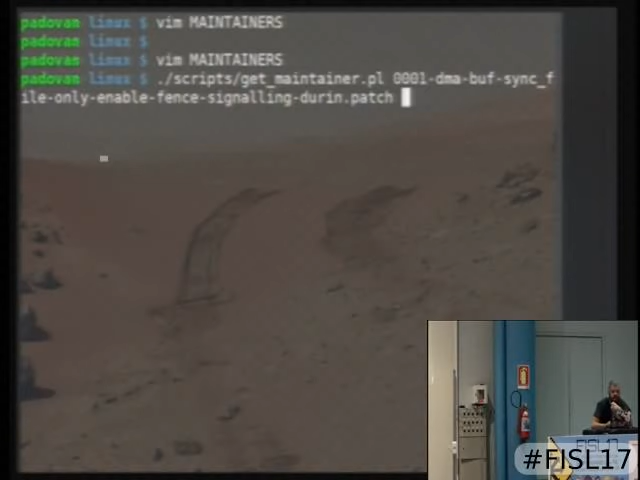 padovan linux $ vim MAINTAINERS
padovan linux $
padovan linux $ vim MAINTAINERS
padovan linux $ ./scripts/get_maintainer.pl 0001-dma-buf-sync_f
ile-only-enable-fence-signalling-durin.patch
FISL17
#FISL17